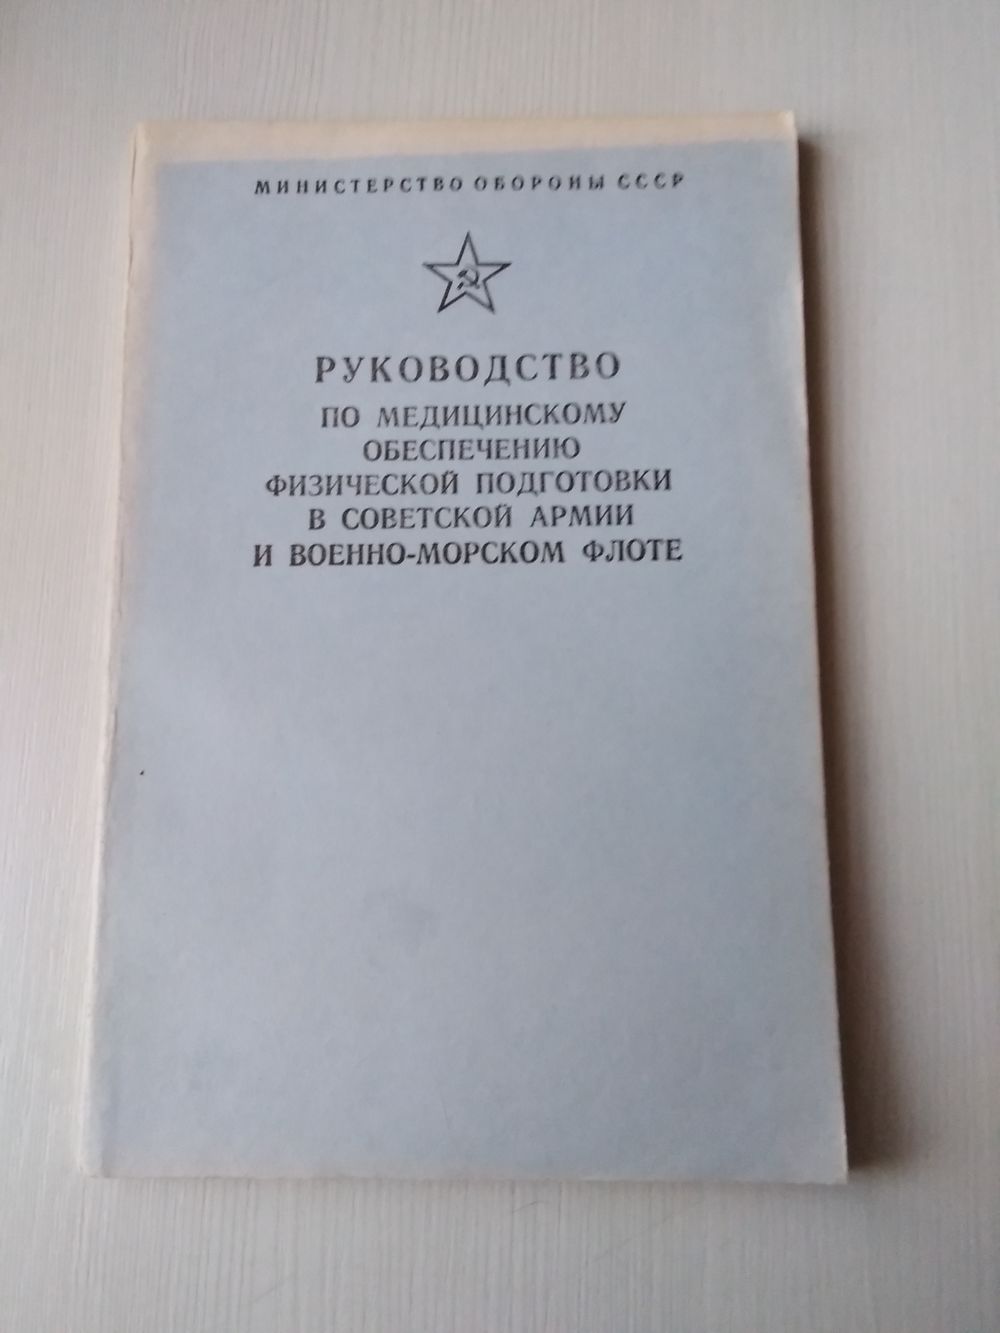 МИНИСТЕРСТВО ОБОРОНЫ СССР
РУКОВОДСТВО
ПО МЕДИЦИНСКОМУ
ОБЕСПЕЧЕНИЮ
ФИЗИЧЕСКОЙ ПОДГОТОВКИ
В СОВЕТСКОЙ АРМИИ
И ВОЕННО-МОРСКОМ ФЛОТЕ